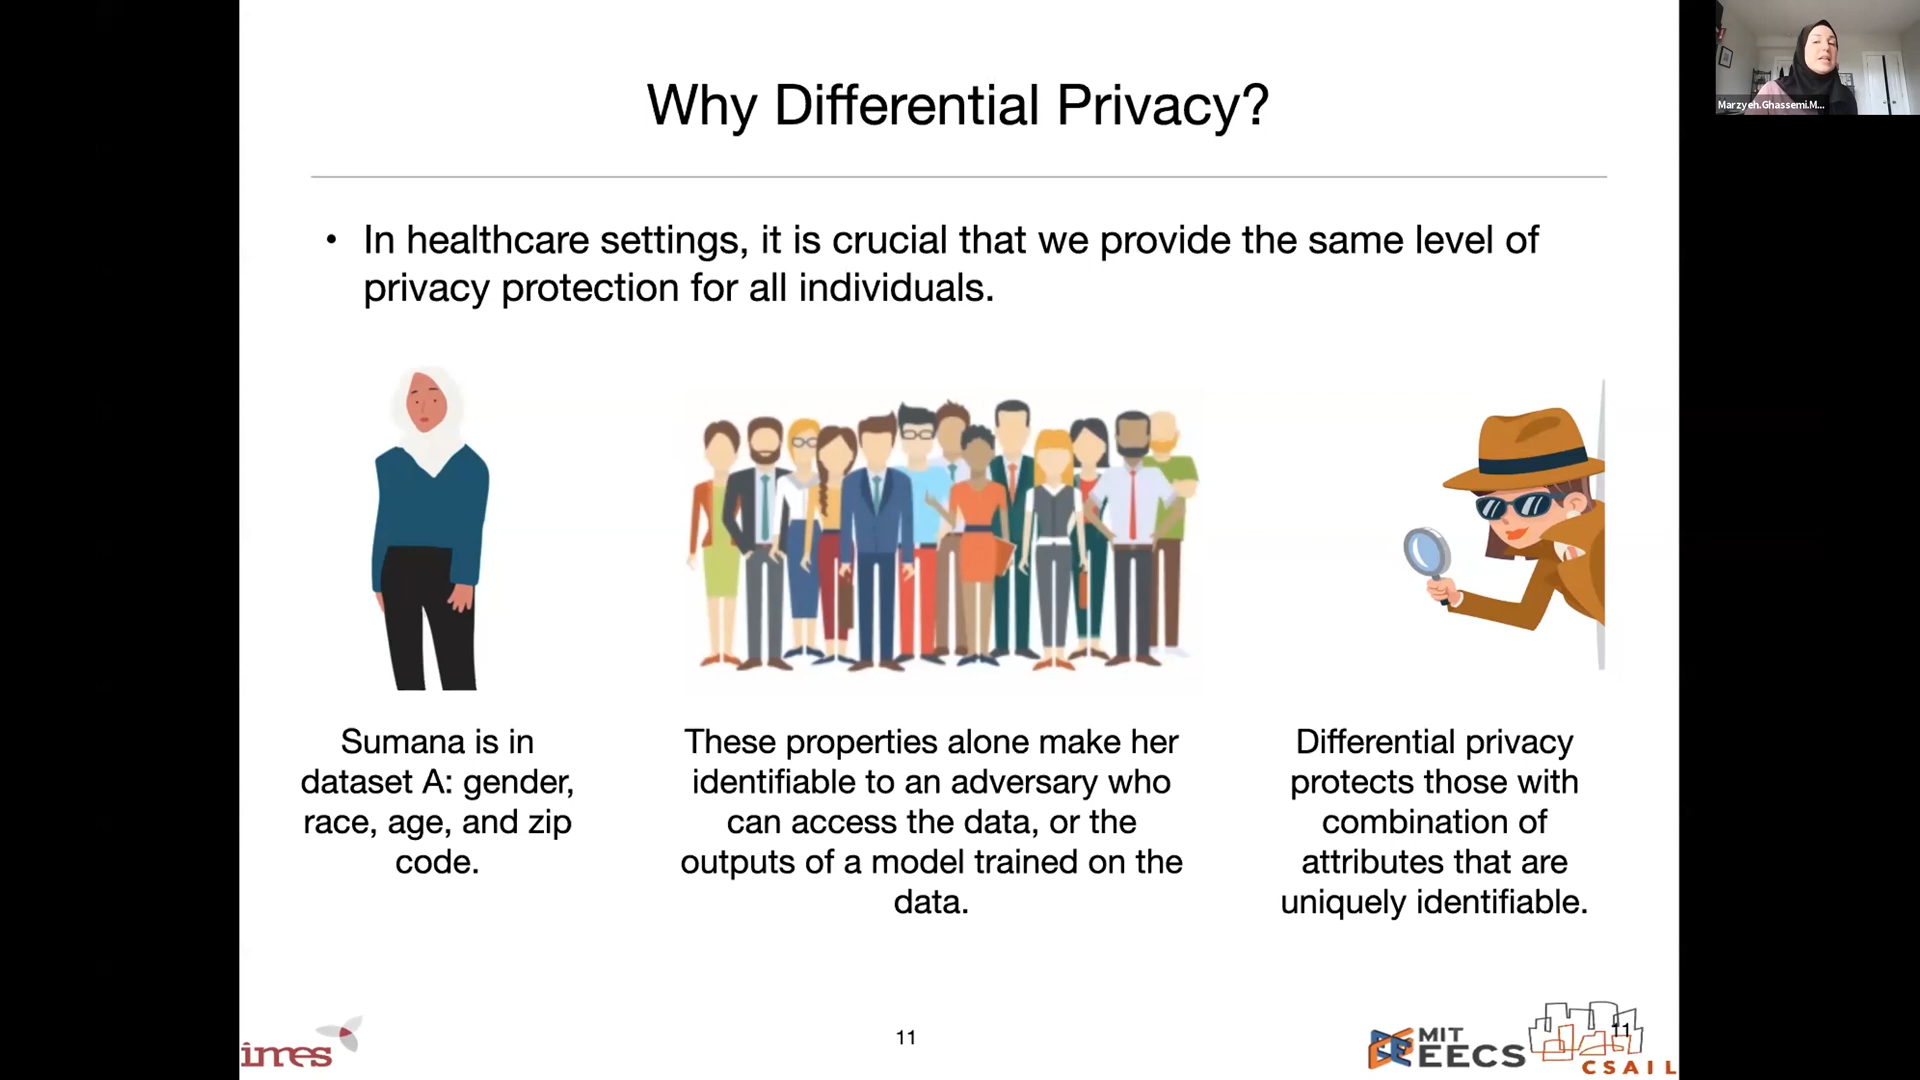 Why Differential Privacy?
Marzyeh.Ghassemi.M...
• In healthcare settings, it is crucial that we provide the same level of
privacy protection for all individuals.
Sumana is in
dataset A: gender,
race, age, and zip
code.
These properties alone make her
identifiable to an adversary who
can access the data, or the
outputs of a model trained on the
data.
Differential privacy
protects those with
combination of
attributes that are
uniquely identifiable.
imes
11
MIT
EECS
11
CSAIL